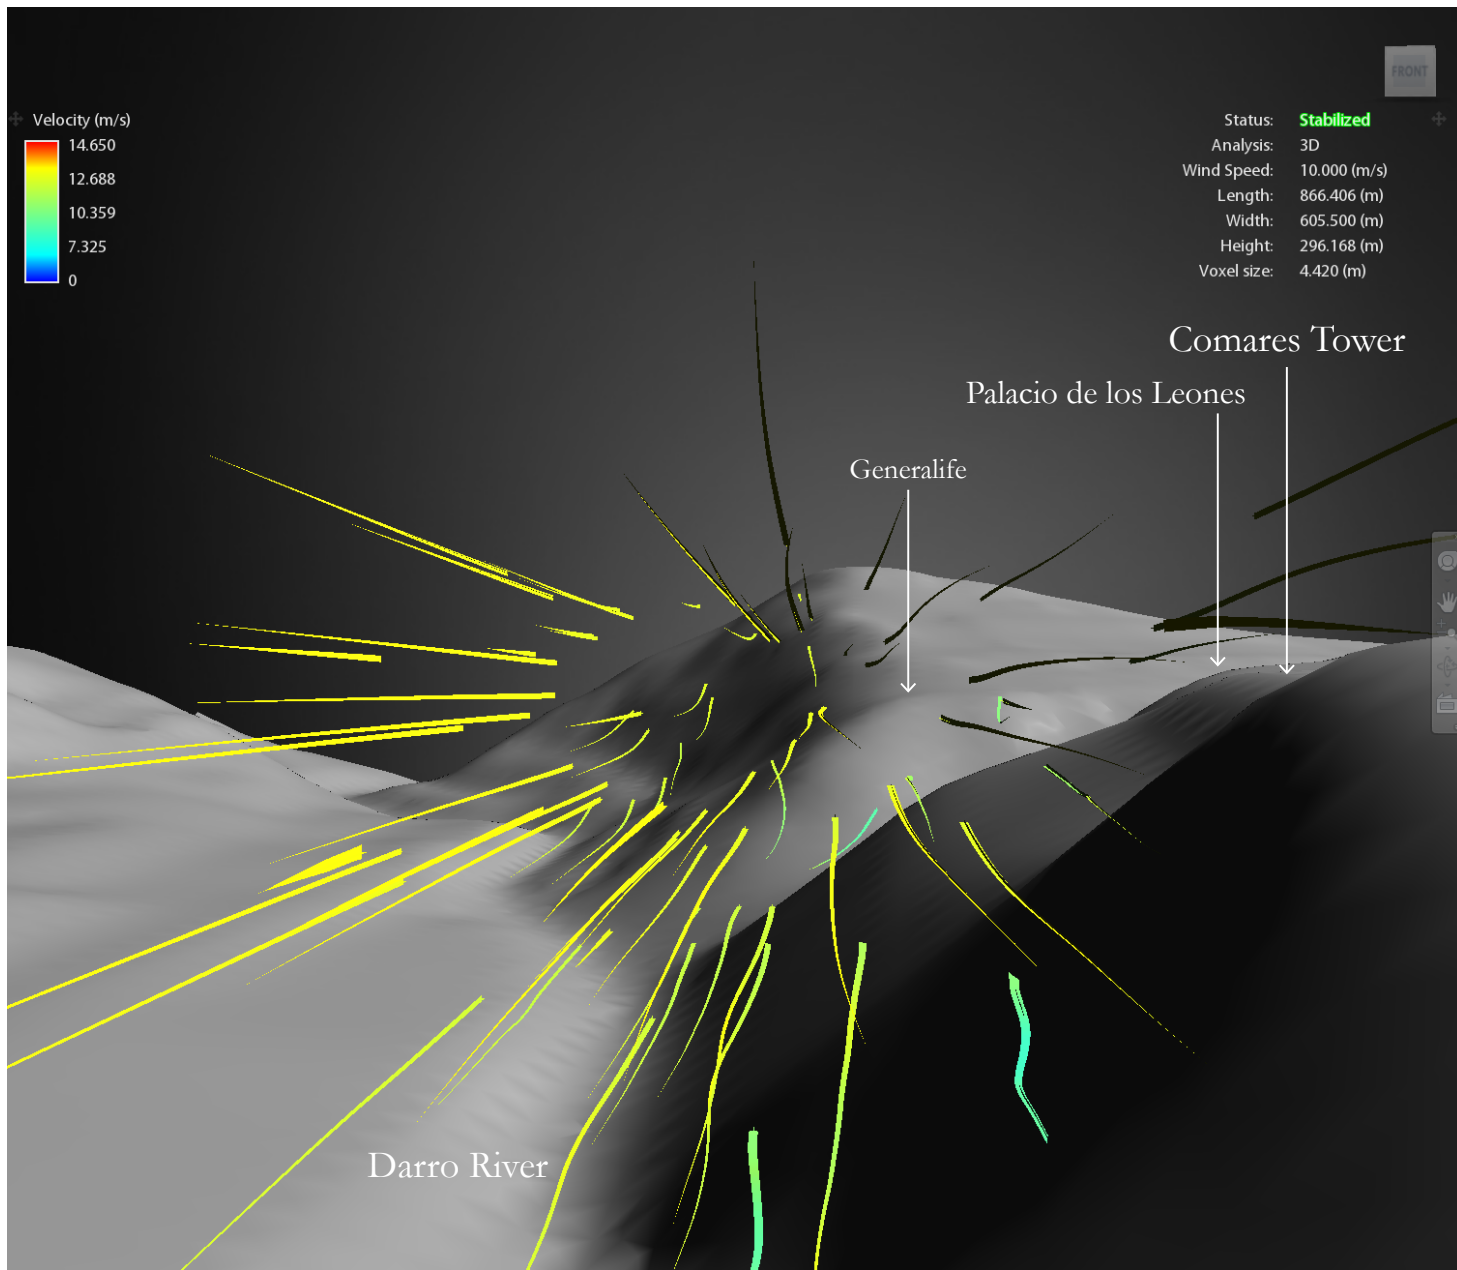 FRONT
Velocity (m/s)
14.650
12.688
10.359
7.325
0
Status: Stabilized
Analysis: 3D
Wind Speed: 10.000 (m/s)
Length: 866.406 (m)
Width: 605.500 (m)
Height: 296.168 (m)
Voxel size: 4.420 (m)
Comares Tower
Palacio de los Leones
Generalife
Darro River